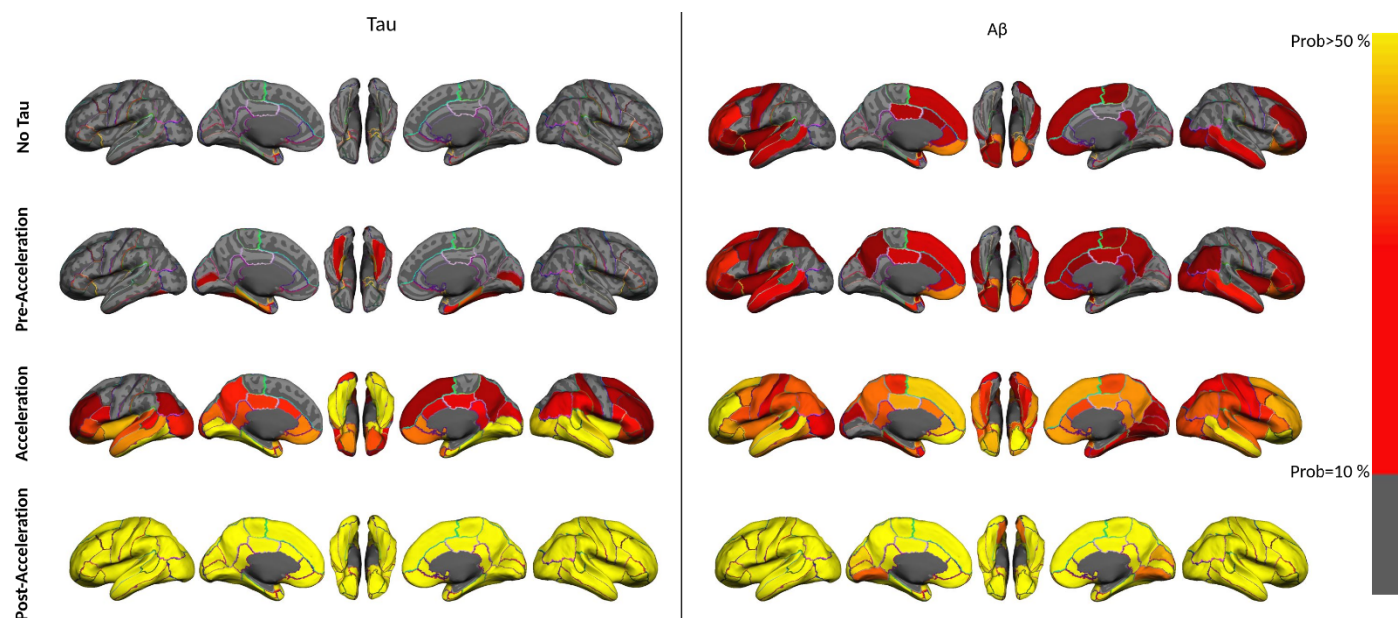 Tau
Aβ
Prob>50 %
No Tau
Pre-Acceleration
Acceleration
Prob=10 %
Post-Acceleration